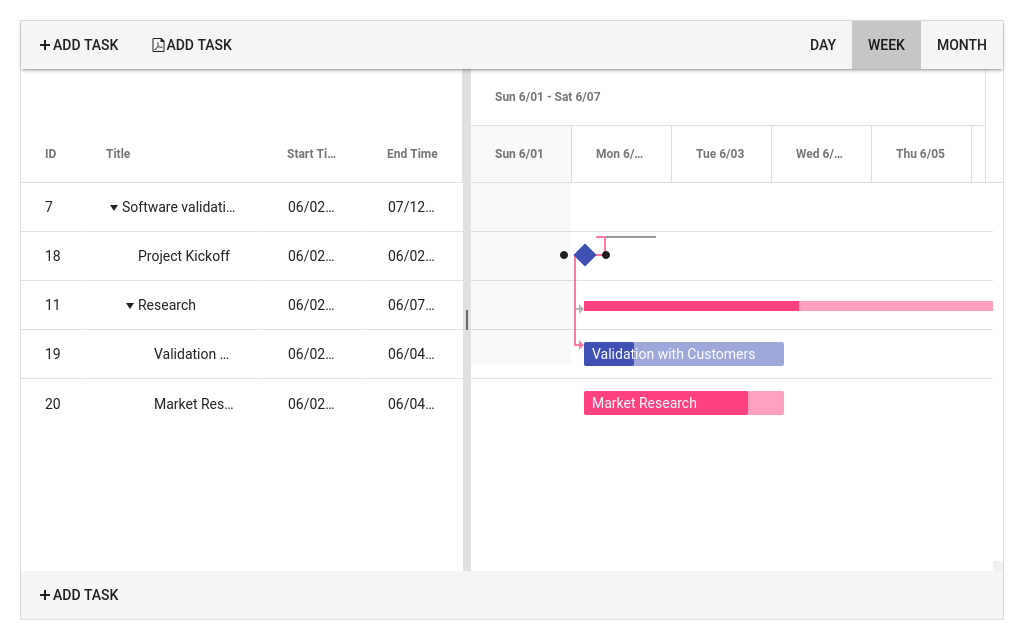 ADD TASK ADD TASK DAY WEEK MONTH
Sun 6/01 - Sat 6/07
ID Title Start Ti... End Time Sun 6/01 Mon 6/... Tue 6/03 Wed 6/... Thu 6/05
7 Software validati... 06/02... 07/12...
18 Project Kickoff 06/02... 06/02...
11 Research 06/02... 06/07...
19 Validation ... 06/02... 06/04... Validation with Customers
20 Market Res... 06/02... 06/04... Market Research
ADD TASK